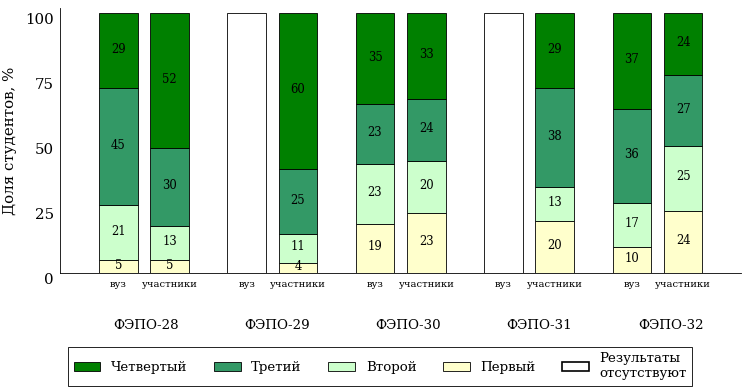 Доля студентов, %
100
75
50
25
0
29 45 21 5
52 30 13 5
60 25 11 4
35 23 23 19
33 24 20 23
29 38 13 20
37 36 17 10
24 27 25 24
вуз участники вуз участники вуз участники вуз участники вуз участники
ФЭПО-28 ФЭПО-29 ФЭПО-30 ФЭПО-31 ФЭПО-32
Четвертый Третий Второй Первый Результаты
отсутствуют